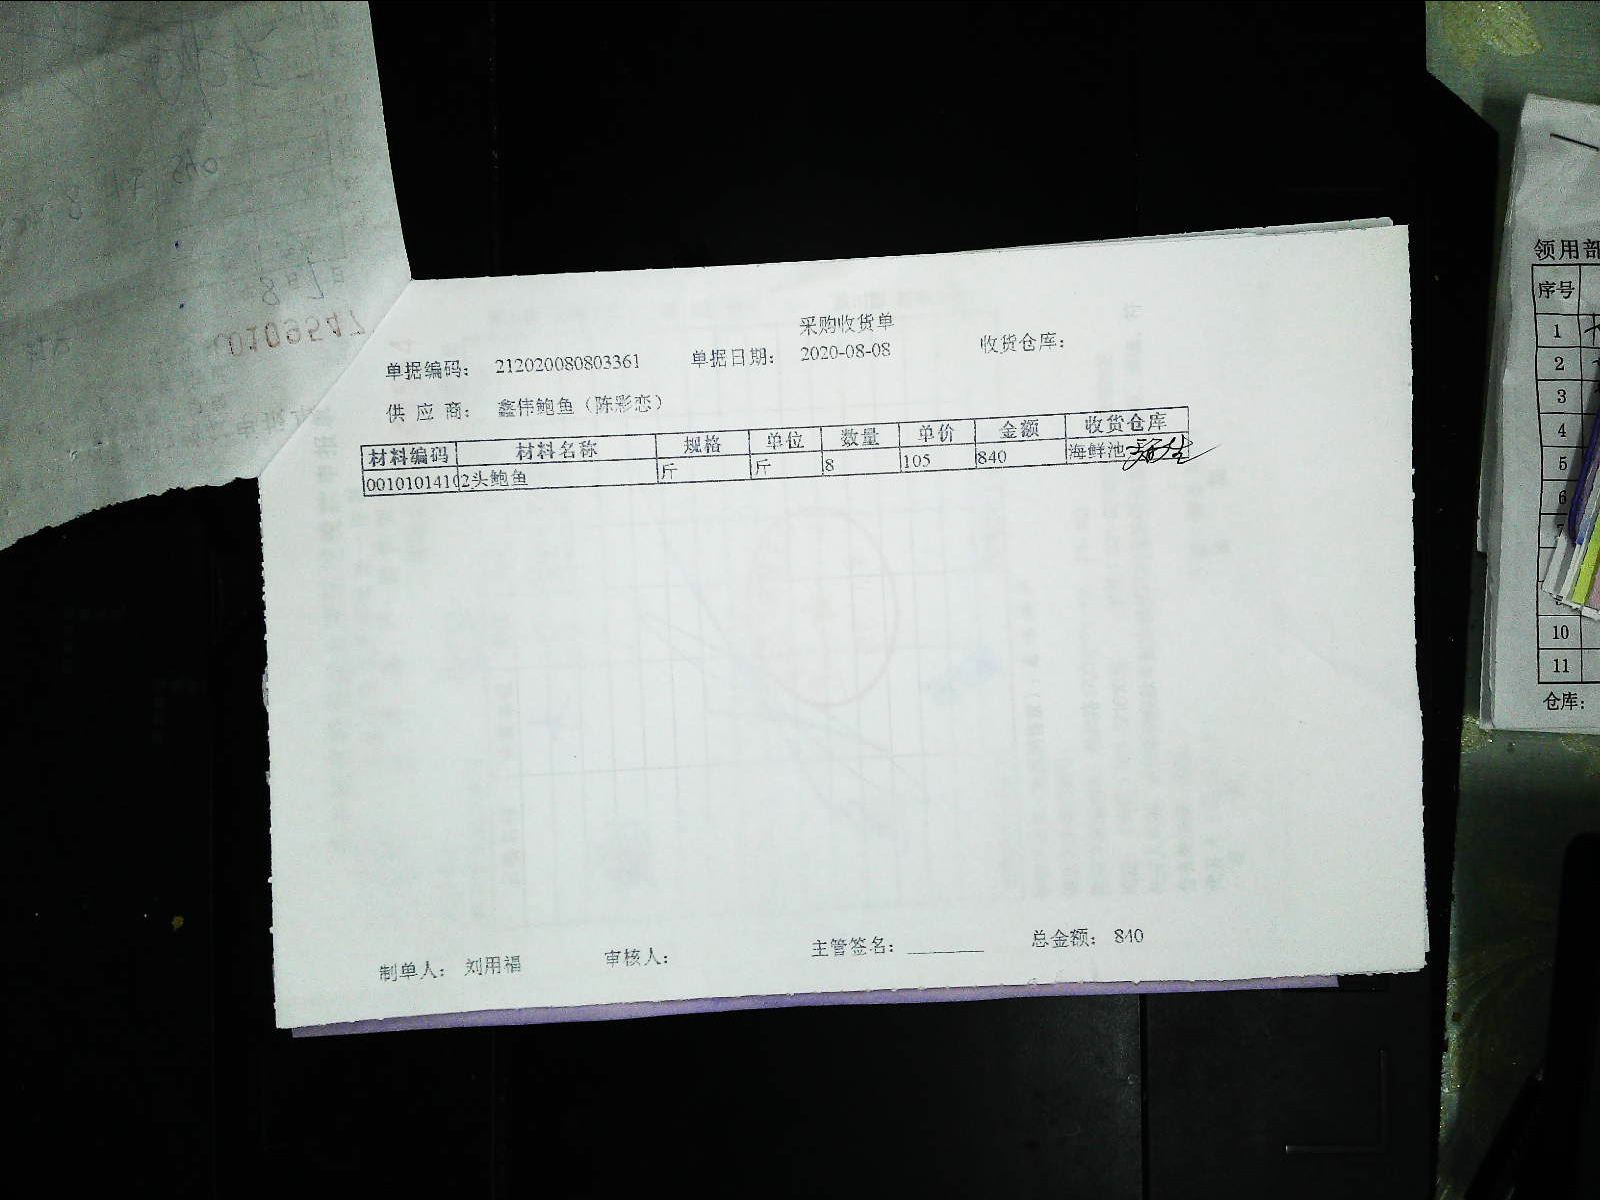 采购收货单
单据编码： 212020080803361 单据日期： 2020-08-08 收货仓库：
供 应 商： 鑫伟鲍鱼（陈彩恋）
材料编码 材料名称 规格 单位 数量 单价 金额 收货仓库
0010101410 2头鲍鱼 斤 斤 8 105 840 海鲜池
制单人： 刘用福 审核人： 主管签名： 总金额： 840
领用部
序号
1
2
3
4
5
6
7
10
11
仓库：